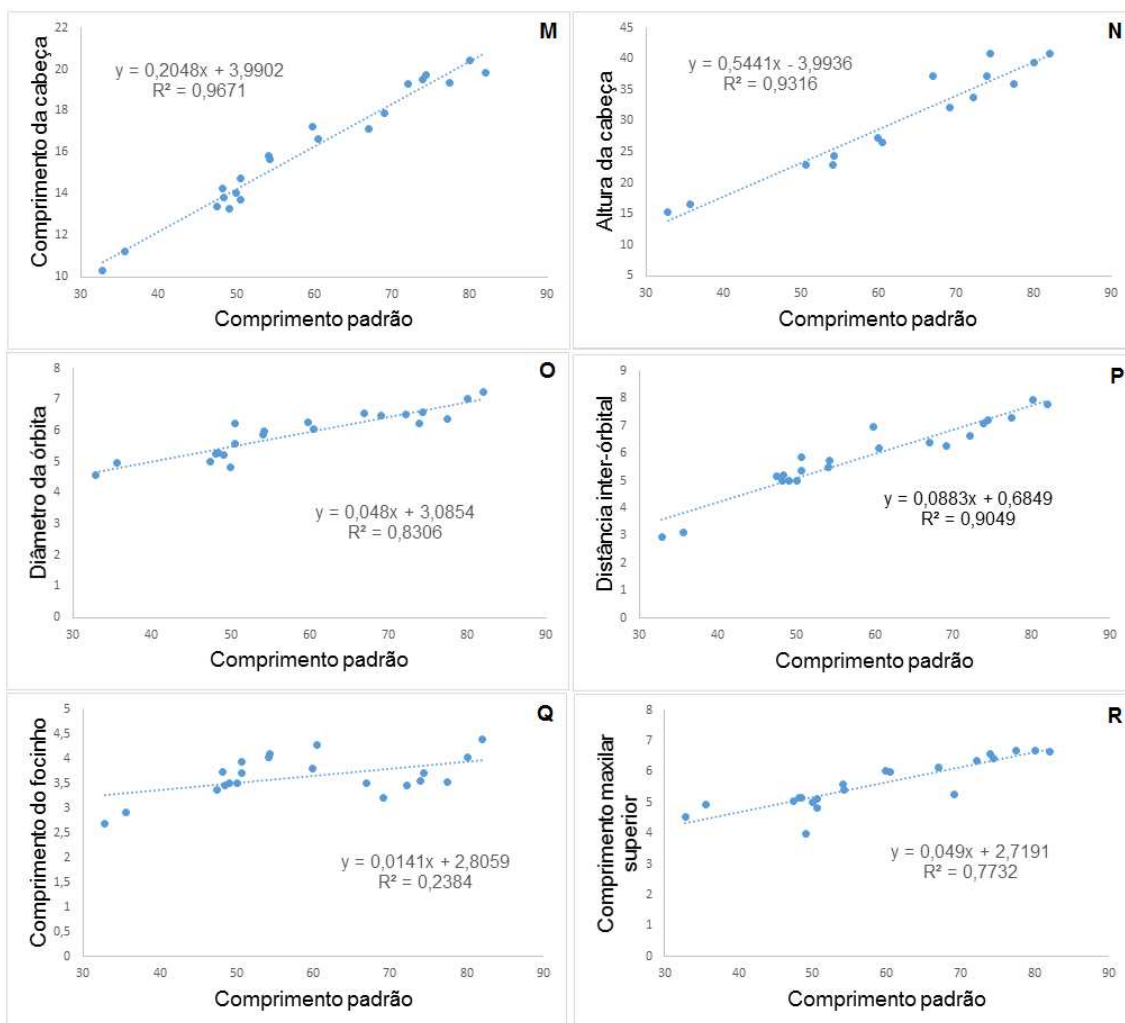 M
22
20
18
16
14
12
10
y = 0,2048x + 3,9902
R² = 0,9671
Comprimento da cabeça
30 40 50 60 70 80 90
Comprimento padrão
N
45
40
35
30
25
20
15
10
5
y = 0,5441x - 3,9936
R² = 0,9316
Altura da cabeça
30 40 50 60 70 80 90
Comprimento padrão
O
8
7
6
5
4
3
2
1
0
y = 0,048x + 3,0854
R² = 0,8306
Diâmetro da órbita
30 40 50 60 70 80 90
Comprimento padrão
P
9
8
7
6
5
4
3
2
1
0
y = 0,0883x + 0,6849
R² = 0,9049
Distância inter-órbital
30 40 50 60 70 80 90
Comprimento padrão
Q
5
4,5
4
3,5
3
2,5
2
1,5
1
0,5
0
y = 0,0141x + 2,8059
R² = 0,2384
Comprimento do focinho
30 40 50 60 70 80 90
Comprimento padrão
R
8
7
6
5
4
3
2
1
0
y = 0,049x + 2,7191
R² = 0,7732
Comprimento maxilar
superior
30 40 50 60 70 80 90
Comprimento padrão